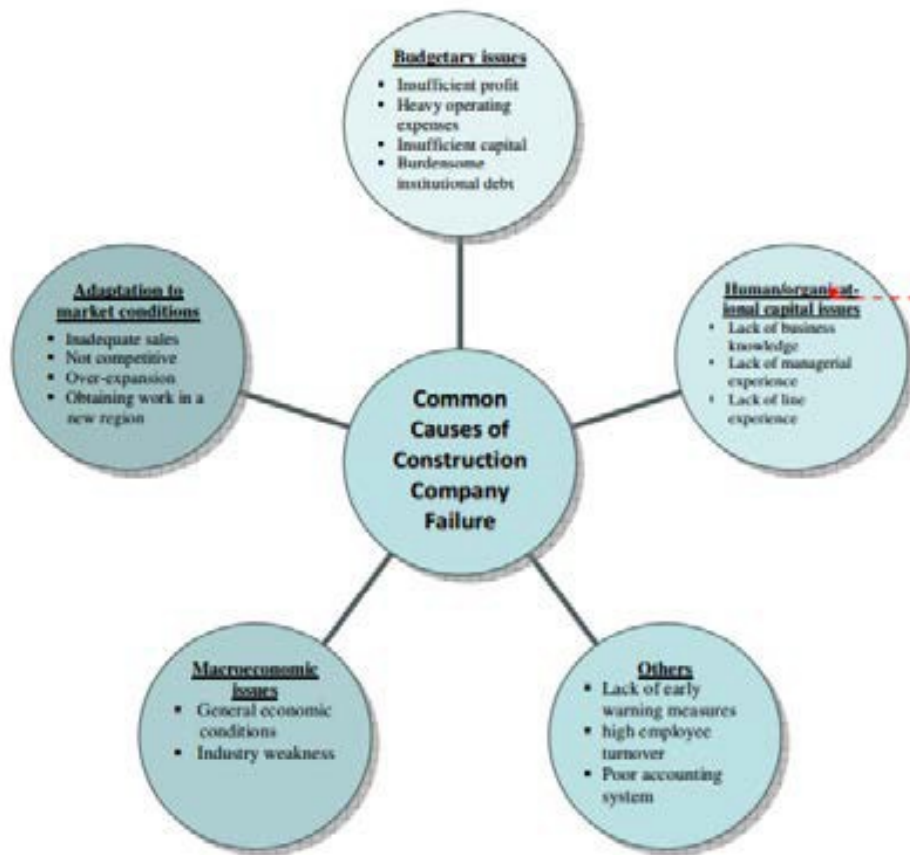 Budgetary issues
▪ Insufficient profit
▪ Heavy operating
expenses
▪ Insufficient capital
▪ Burdensome
institutional debt
Adaptation to
market conditions
▪ Inadequate sales
▪ Not competitive
▪ Over-expansion
▪ Obtaining work in a
new region
Human/organizat-
ional capital issues
• Lack of business
knowledge
• Lack of managerial
experience
• Lack of line
experience
Common
Causes of
Construction
Company
Failure
Macroeconomic
issues
▪ General economic
conditions
▪ Industry weakness
Others
▪ Lack of early
warning measures
▪ high employee
turnover
▪ Poor accounting
system